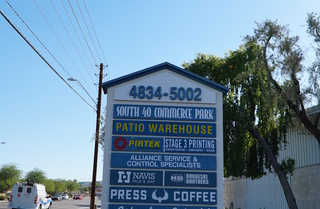 4834-5002
SOUTH 40 COMMERCE PARK
PATIO WAREHOUSE
PIRTEK
STAGE 3 PRINTING
ALLIANCE SERVICE &
CONTROL SPECIALISTS
NAVIS
PACK & SHIP
KOWALSKI
BROTHERS
PRESS COFFEE